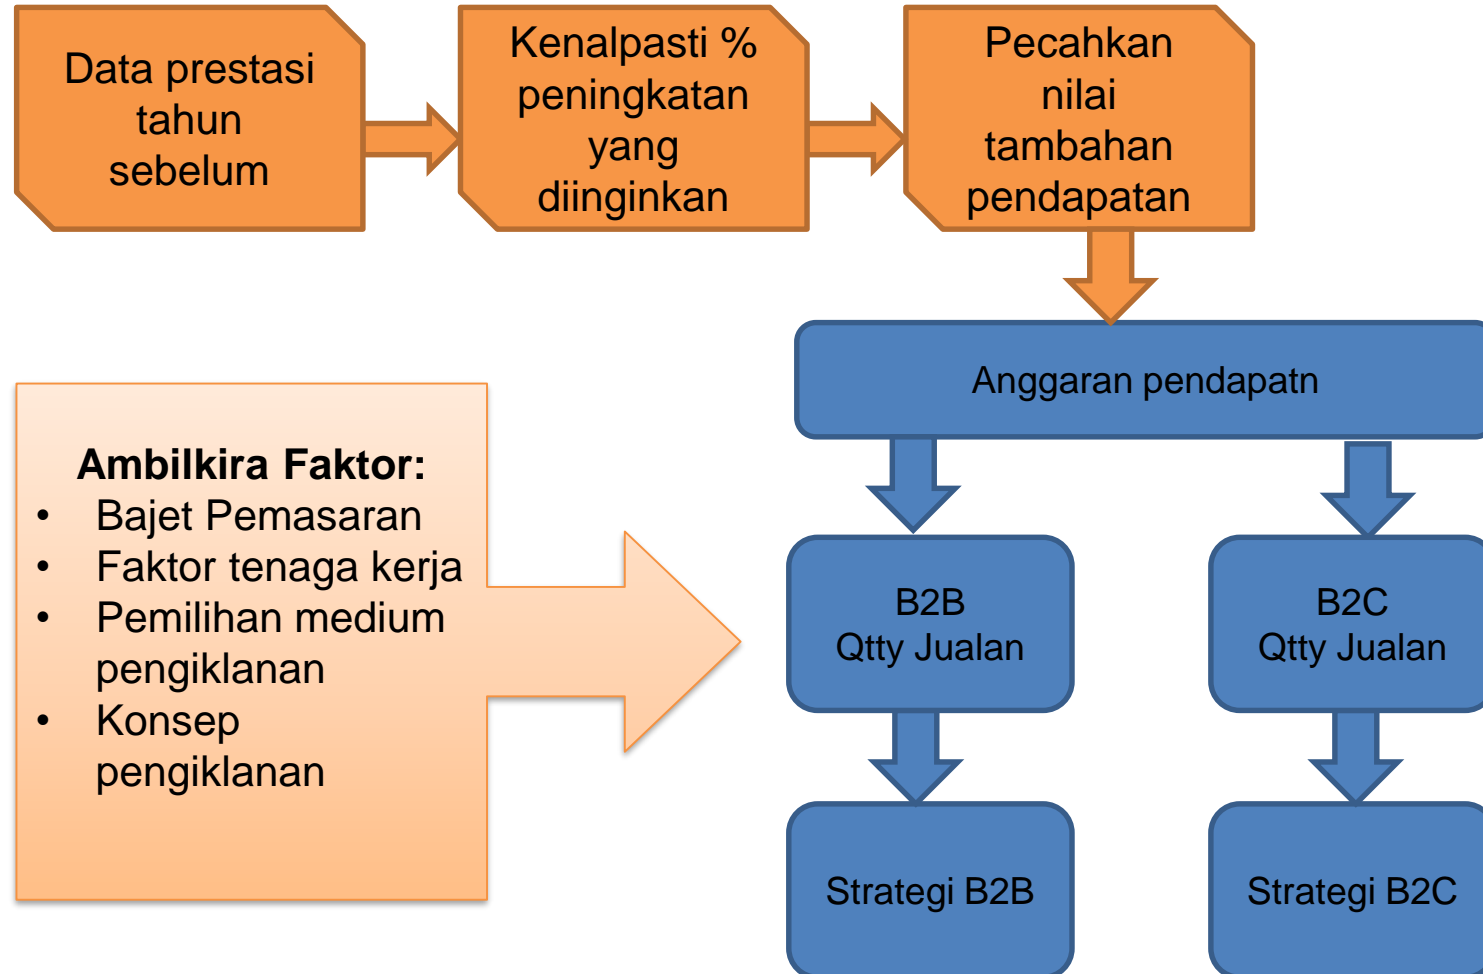 Data prestasi
tahun
sebelum
Kenalpasti %
peningkatan
yang
diinginkan
Pecahkan
nilai
tambahan
pendapatan
Anggaran pendapatn
Ambilkira Faktor:
• Bajet Pemasaran
• Faktor tenaga kerja
• Pemilihan medium
pengiklanan
• Konsep
pengiklanan
B2B
Qtty Jualan
B2C
Qtty Jualan
Strategi B2B
Strategi B2C